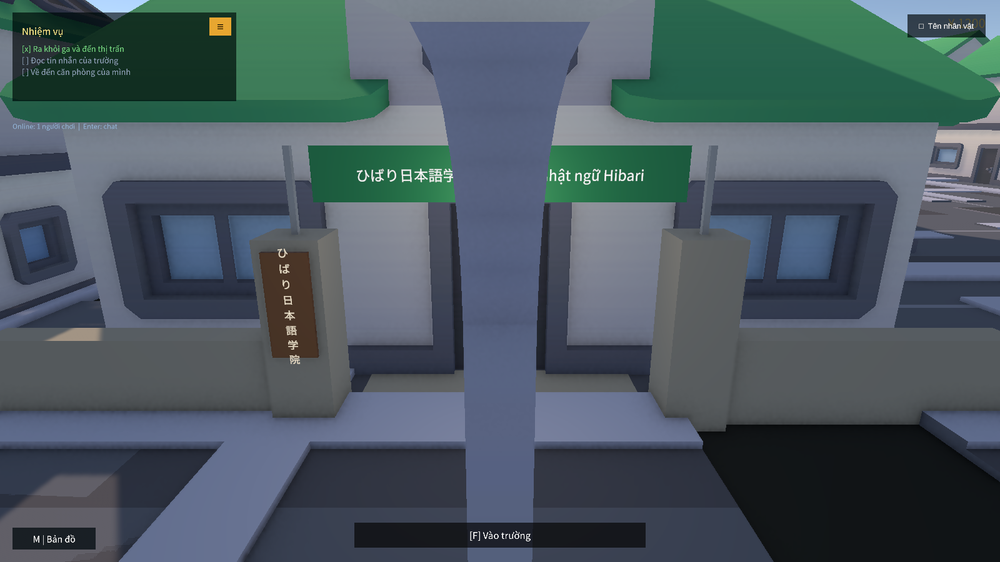 Nhiệm vụ
[x] Ra khỏi ga và đến thị trấn
[ ] Đọc tin nhắn của trường
[ ] Về đến căn phòng của mình
Online: 1 người chơi | Enter: chat
Tên nhân vật
ひばり日本語学
hật ngữ Hibari
ひばり日本語学院
M | Bản đồ
[F] Vào trường